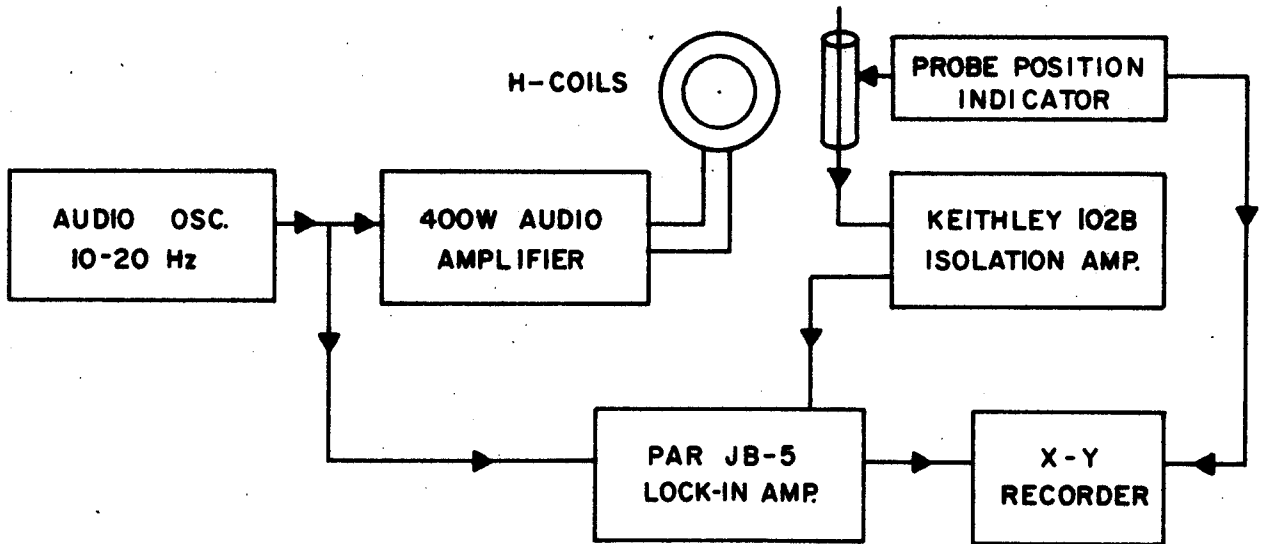 H-COILS
PROBE POSITION
INDICATOR
AUDIO OSC.
10-20 Hz
400W AUDIO
AMPLIFIER
KEITHLEY 102B
ISOLATION AMP.
PAR JB-5
LOCK-IN AMP.
X-Y
RECORDER